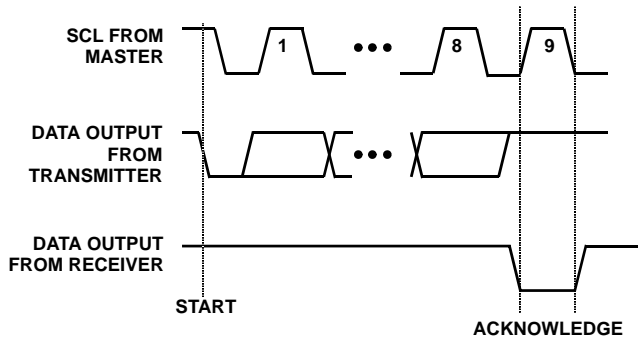 SCL FROM
MASTER
1
8
9
DATA OUTPUT
FROM
TRANSMITTER
DATA OUTPUT
FROM RECEIVER
START
ACKNOWLEDGE